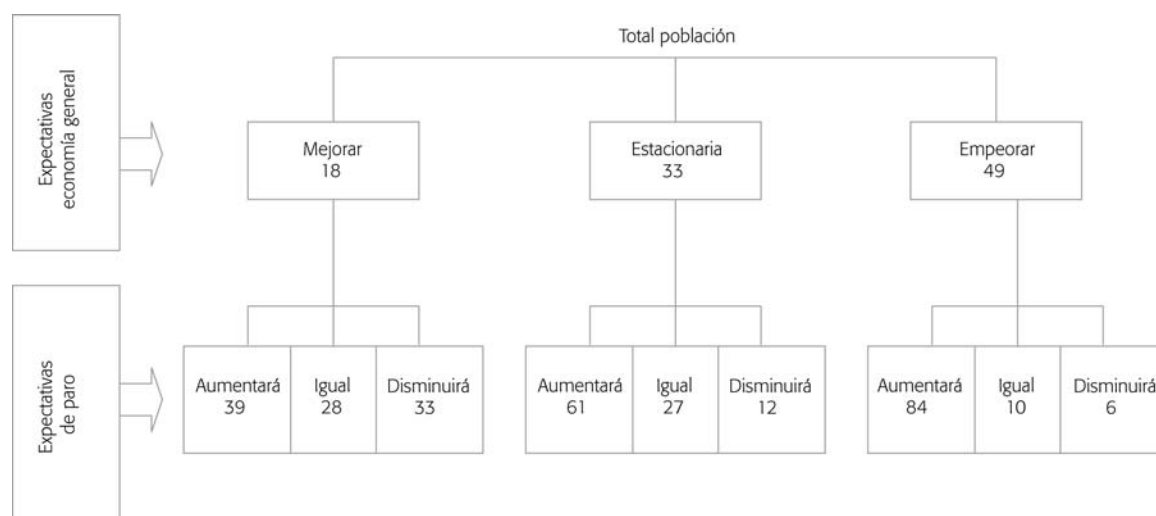 Total población
Expectativas
economía general
Mejorar
18
Estacionaria
33
Empeorar
49
Expectativas
de paro
Aumentará
39
Igual
28
Disminuirá
33
Aumentará
61
Igual
27
Disminuirá
12
Aumentará
84
Igual
10
Disminuirá
6